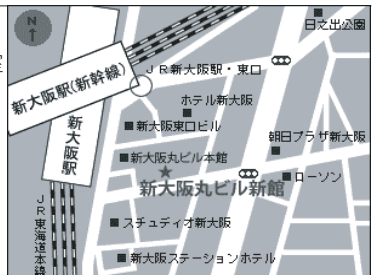 N
日之出公園
JR新大阪駅・東口
新大阪駅(新幹線)
新大阪駅
ホテル新大阪
新大阪東口ビル
朝日プラザ新大阪
新大阪丸ビル本館
新大阪丸ビル新館
ローソン
JR東海道本線
スチュディオ新大阪
新大阪ステーションホテル